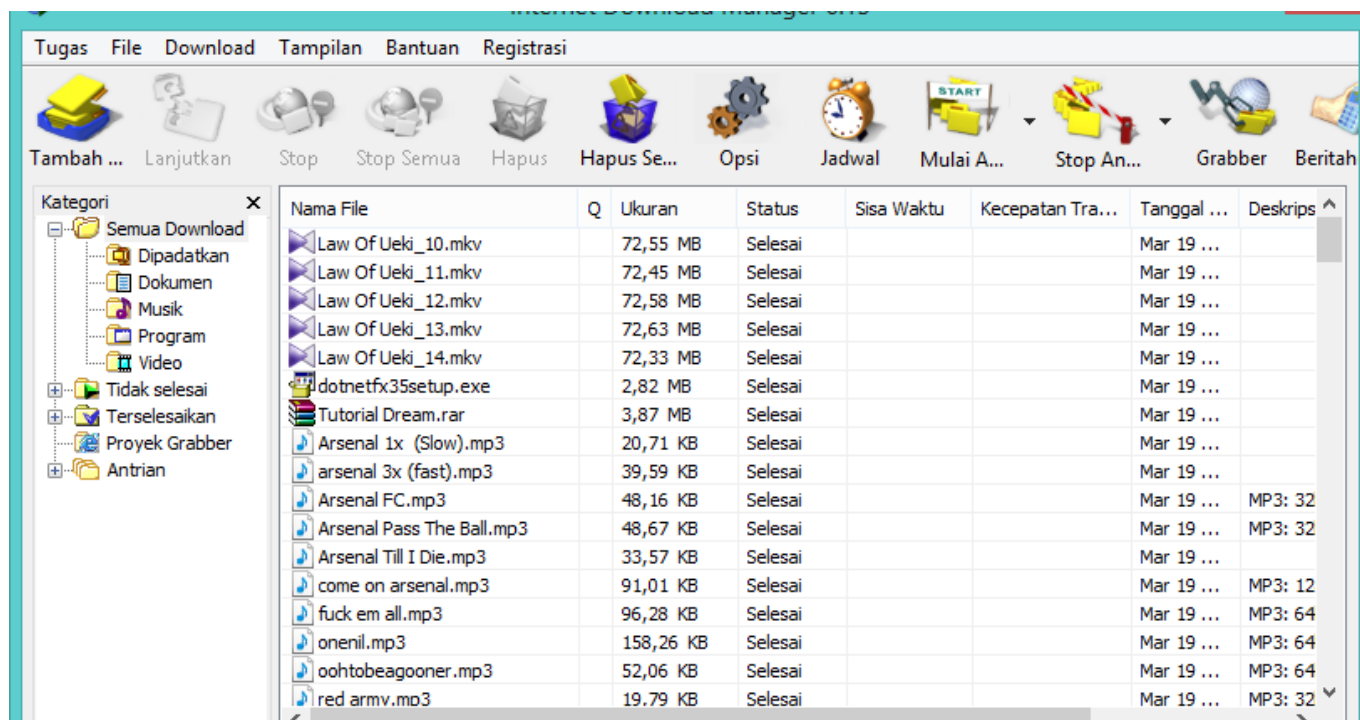 Internet Download Manager 6.15
Tugas File Download Tampilan Bantuan Registrasi
START
Tambah ... Lanjutkan Stop Stop Semua Hapus Hapus Se... Opsi Jadwal Mulai A... Stop An... Grabber Beritah
Kategori x
Semua Download
Dipadatkan
Dokumen
Musik
Program
Video
Tidak selesai
Terselesaikan
Proyek Grabber
Antrian
Nama File Q Ukuran Status Sisa Waktu Kecepatan Tra... Tanggal ... Deskrips
Law Of Ueki_10.mkv 72,55 MB Selesai Mar 19 ...
Law Of Ueki_11.mkv 72,45 MB Selesai Mar 19 ...
Law Of Ueki_12.mkv 72,58 MB Selesai Mar 19 ...
Law Of Ueki_13.mkv 72,63 MB Selesai Mar 19 ...
Law Of Ueki_14.mkv 72,33 MB Selesai Mar 19 ...
dotnetfx35setup.exe 2,82 MB Selesai Mar 19 ...
Tutorial Dream.rar 3,87 MB Selesai Mar 19 ...
Arsenal 1x (Slow).mp3 20,71 KB Selesai Mar 19 ...
arsenal 3x (fast).mp3 39,59 KB Selesai Mar 19 ...
Arsenal FC.mp3 48,16 KB Selesai Mar 19 ... MP3: 32
Arsenal Pass The Ball.mp3 48,67 KB Selesai Mar 19 ... MP3: 32
Arsenal Till I Die.mp3 33,57 KB Selesai Mar 19 ...
come on arsenal.mp3 91,01 KB Selesai Mar 19 ... MP3: 12
fuck em all.mp3 96,28 KB Selesai Mar 19 ... MP3: 64
onenil.mp3 158,26 KB Selesai Mar 19 ... MP3: 64
oohtobeagooner.mp3 52,06 KB Selesai Mar 19 ... MP3: 64
red army.mp3 19,79 KB Selesai Mar 19 ... MP3: 32